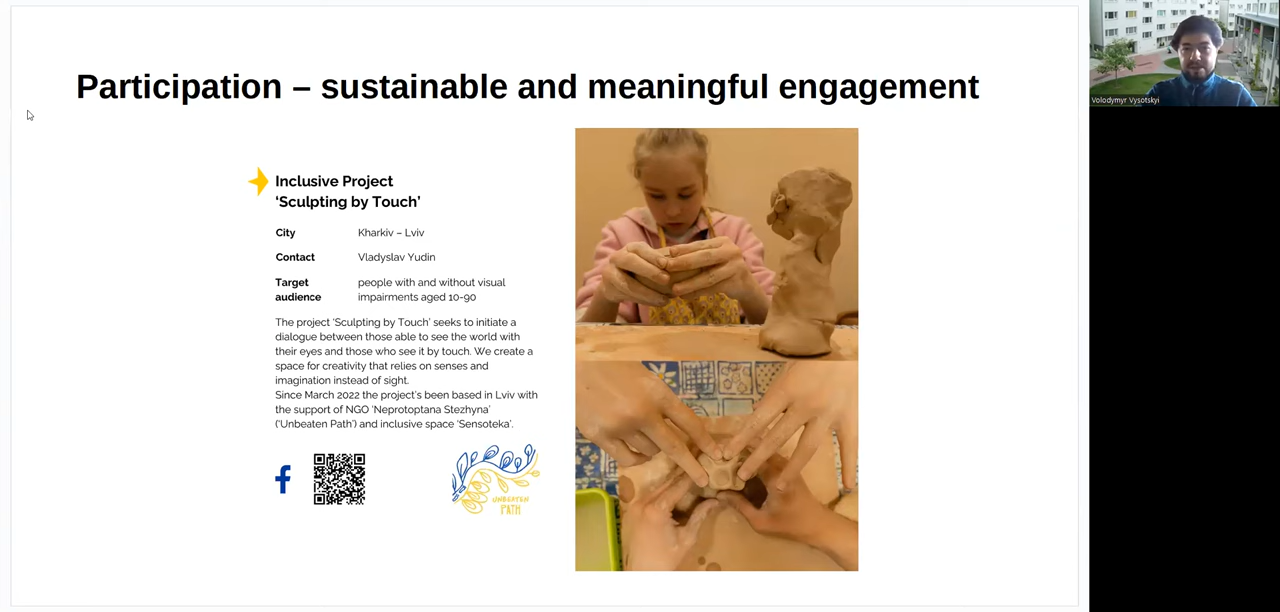 Participation – sustainable and meaningful engagement
Volodymyr Vysotskyi
Inclusive Project
‘Sculpting by Touch’
City Kharkiv – Lviv
Contact Vladyslav Yudin
Target audience people with and without visual
impairments aged 10-90
The project ‘Sculpting by Touch’ seeks to initiate a
dialogue between those able to see the world with
their eyes and those who see it by touch. We create a
space for creativity that relies on senses and
imagination instead of sight.
Since March 2022 the project’s been based in Lviv with
the support of NGO ‘Neprotoptana Stezhyna’
(‘Unbeaten Path’) and inclusive space ‘Sensoteka’.
f
UNBEATEN
PATH